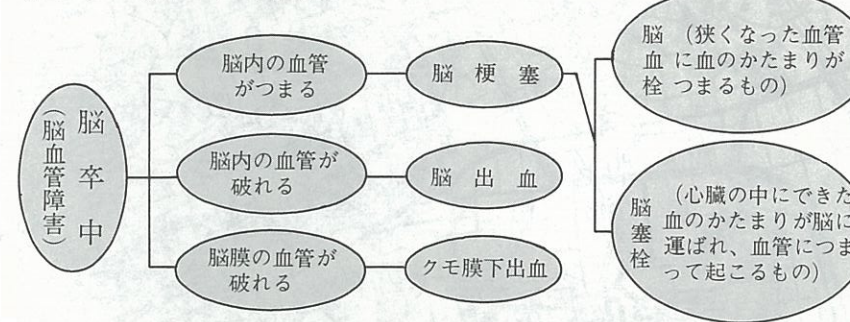 脳卒中
（脳血管障害）
脳内の血管
がつまる
脳梗塞
脳血栓
（狭くなった血管
に血のかたまりが
つまるもの）
脳塞栓
（心臓の中にできた
血のかたまりが脳に
運ばれ、血管につま
って起こるもの）
脳内の血管が
破れる
脳出血
脳膜の血管が
破れる
クモ膜下出血